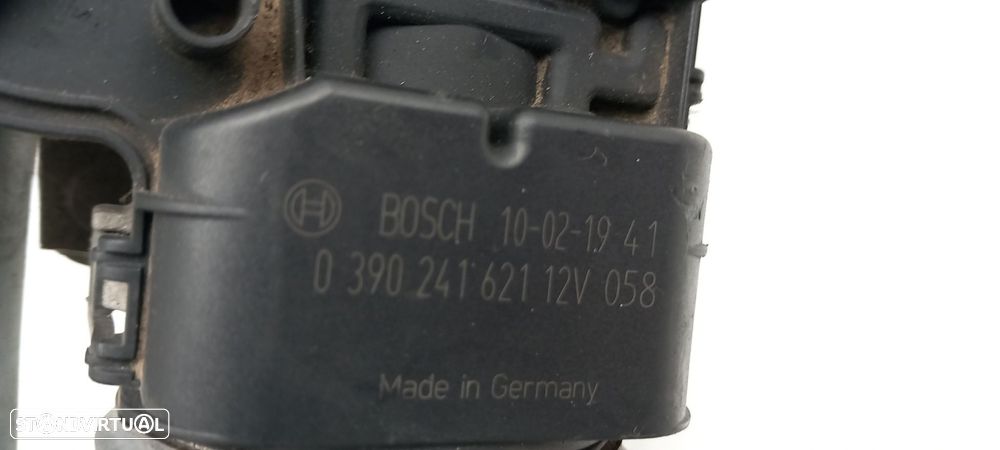 BOSCH 10-02-19 41
0 390 241 621 12V 058
Made in Germany
STANDVIRTUAL